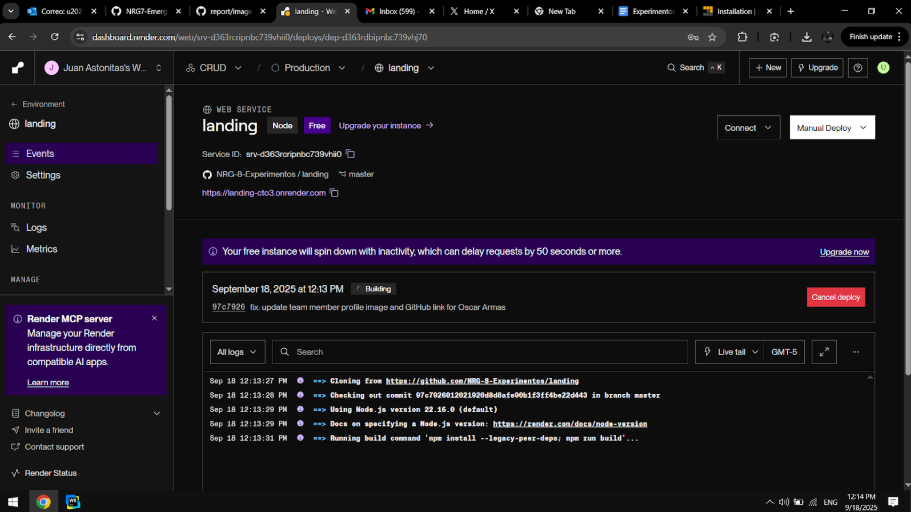 Correo: u202
NRG7-Emerg
report/image
landing - We
Inbox (599) -
Home / X
New Tab
Experimentos
Installation |
dashboard.render.com/web/srv-d363rcripnbc739vhii0/deploys/dep-d363rdbipnbc739vhj70
Finish update
J
Juan Astonitas's W...
CRUD
/
Production
/
landing
Search
K
+ New
Upgrade
U
← Environment
landing
Events
Settings
MONITOR
Logs
Metrics
MANAGE
Render MCP server
Manage your Render
infrastructure directly from
compatible AI apps.
Learn more
Changelog
Invite a friend
Contact support
Render Status
WEB SERVICE
landing
Node
Free
Upgrade your instance →
Connect
Manual Deploy
Service ID: srv-d363rcripnbc739vhii0
NRG-8-Experimentos / landing
master
https://landing-cto3.onrender.com
Your free instance will spin down with inactivity, which can delay requests by 50 seconds or more.
Upgrade now
September 18, 2025 at 12:13 PM
Building
97c7926 fix: update team member profile image and GitHub link for Oscar Armas
Cancel deploy
All logs
Search
Live tail
GMT-5
Sep 18 12:13:27 PM ==> Cloning from https://github.com/NRG-8-Experimentos/landing
Sep 18 12:13:28 PM ==> Checking out commit 97c7926012021920d8d8afe90b1f3ff4be22d443 in branch master
Sep 18 12:13:29 PM ==> Using Node.js version 22.16.0 (default)
Sep 18 12:13:29 PM ==> Docs on specifying a Node.js version: https://render.com/docs/node-version
Sep 18 12:13:31 PM ==> Running build command 'npm install --legacy-peer-deps; npm run build'...
ENG
12:14 PM
9/18/2025